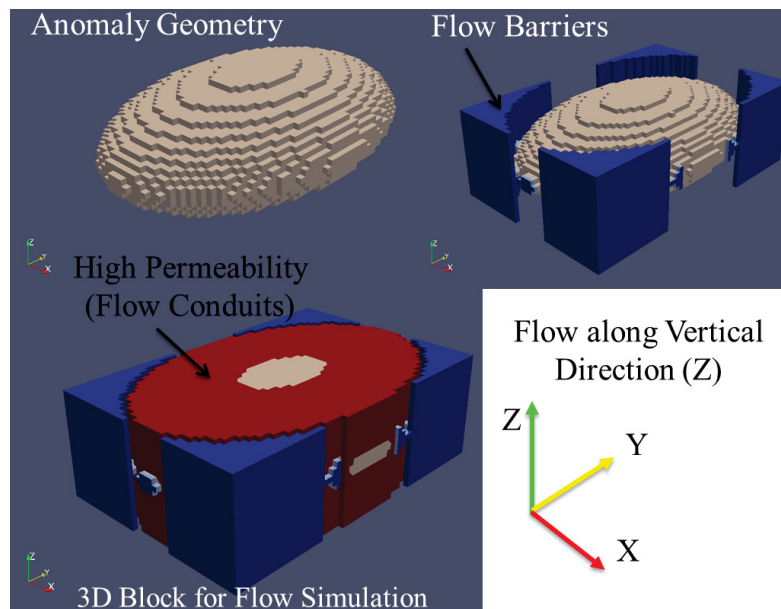 Anomaly Geometry
Flow Barriers
Z
Y
X
Z
Y
X
High Permeability
(Flow Conduits)
Flow along Vertical
Direction (Z)
Z
Y
X
Z
Y
X
3D Block for Flow Simulation